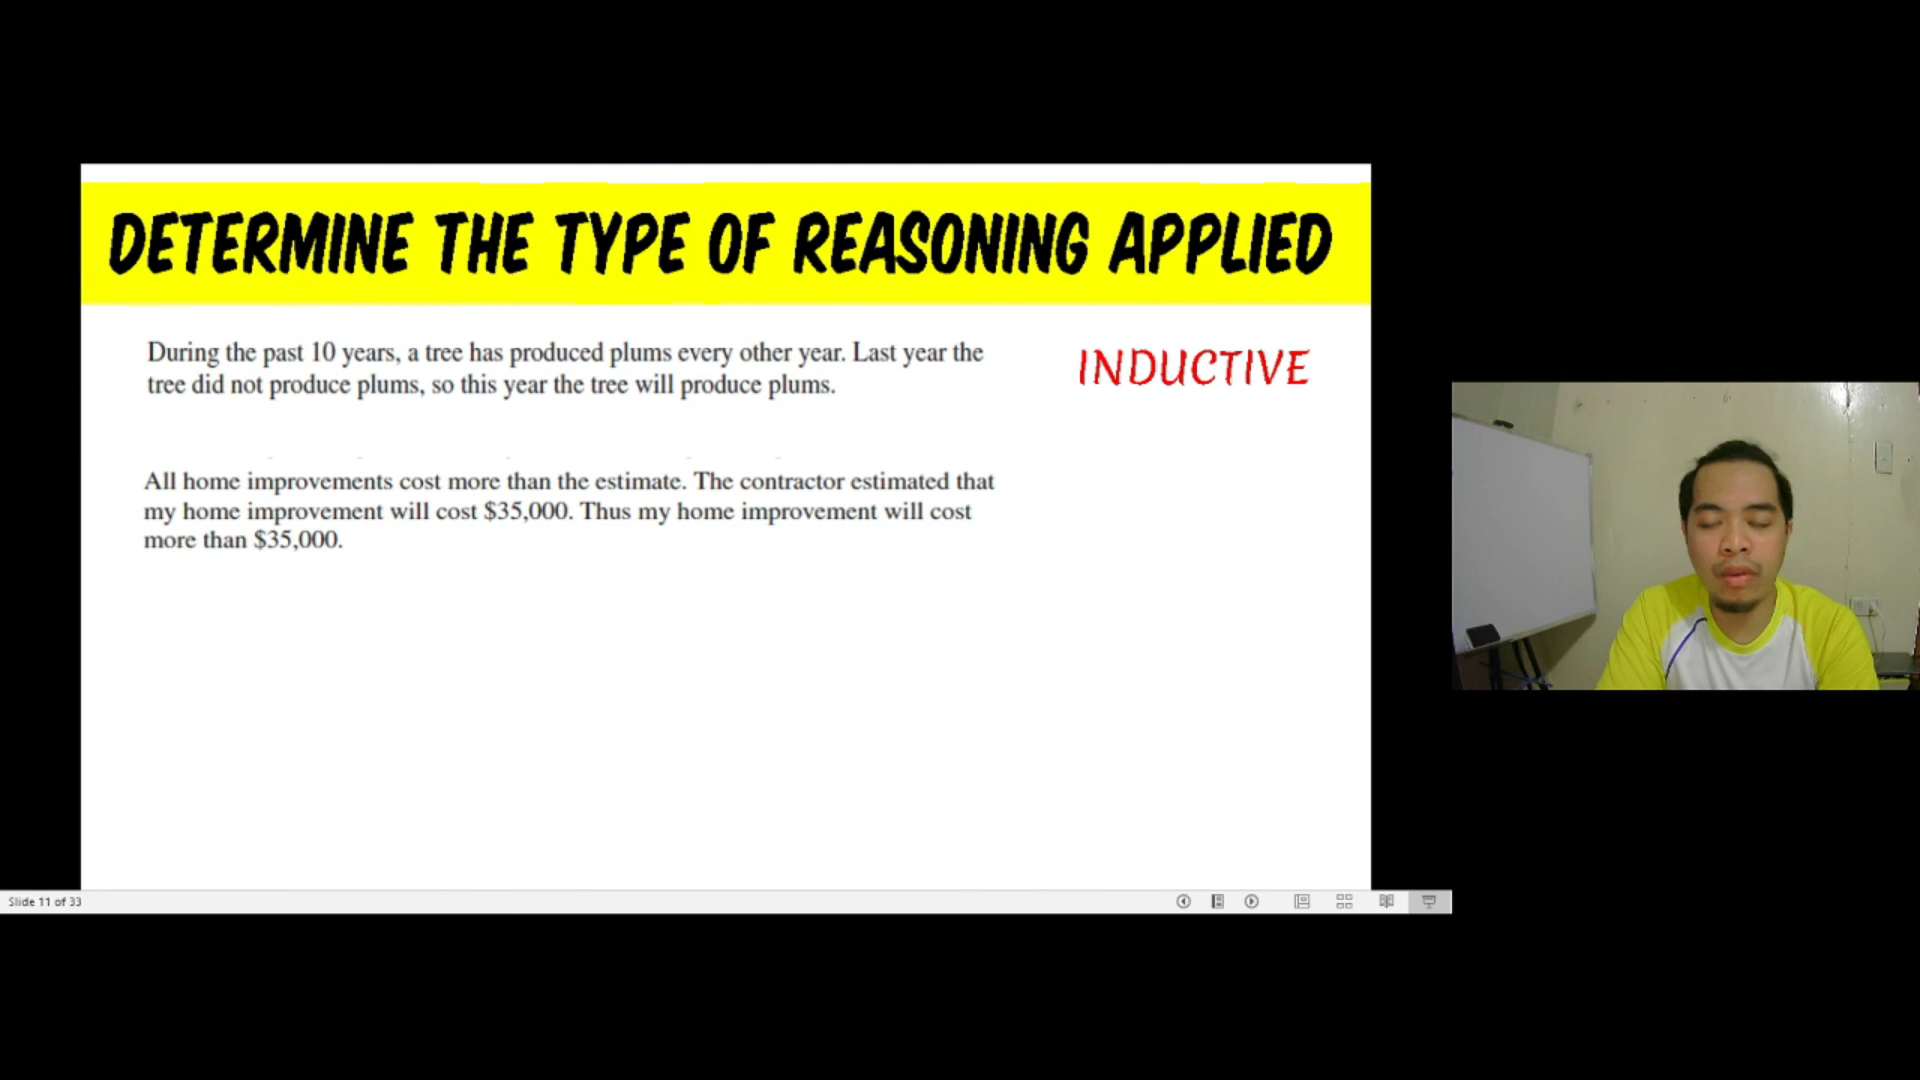 DETERMINE THE TYPE OF REASONING APPLIED
During the past 10 years, a tree has produced plums every other year. Last year the
tree did not produce plums, so this year the tree will produce plums.
INDUCTIVE
All home improvements cost more than the estimate. The contractor estimated that
my home improvement will cost $35,000. Thus my home improvement will cost
more than $35,000.
Slide 11 of 33